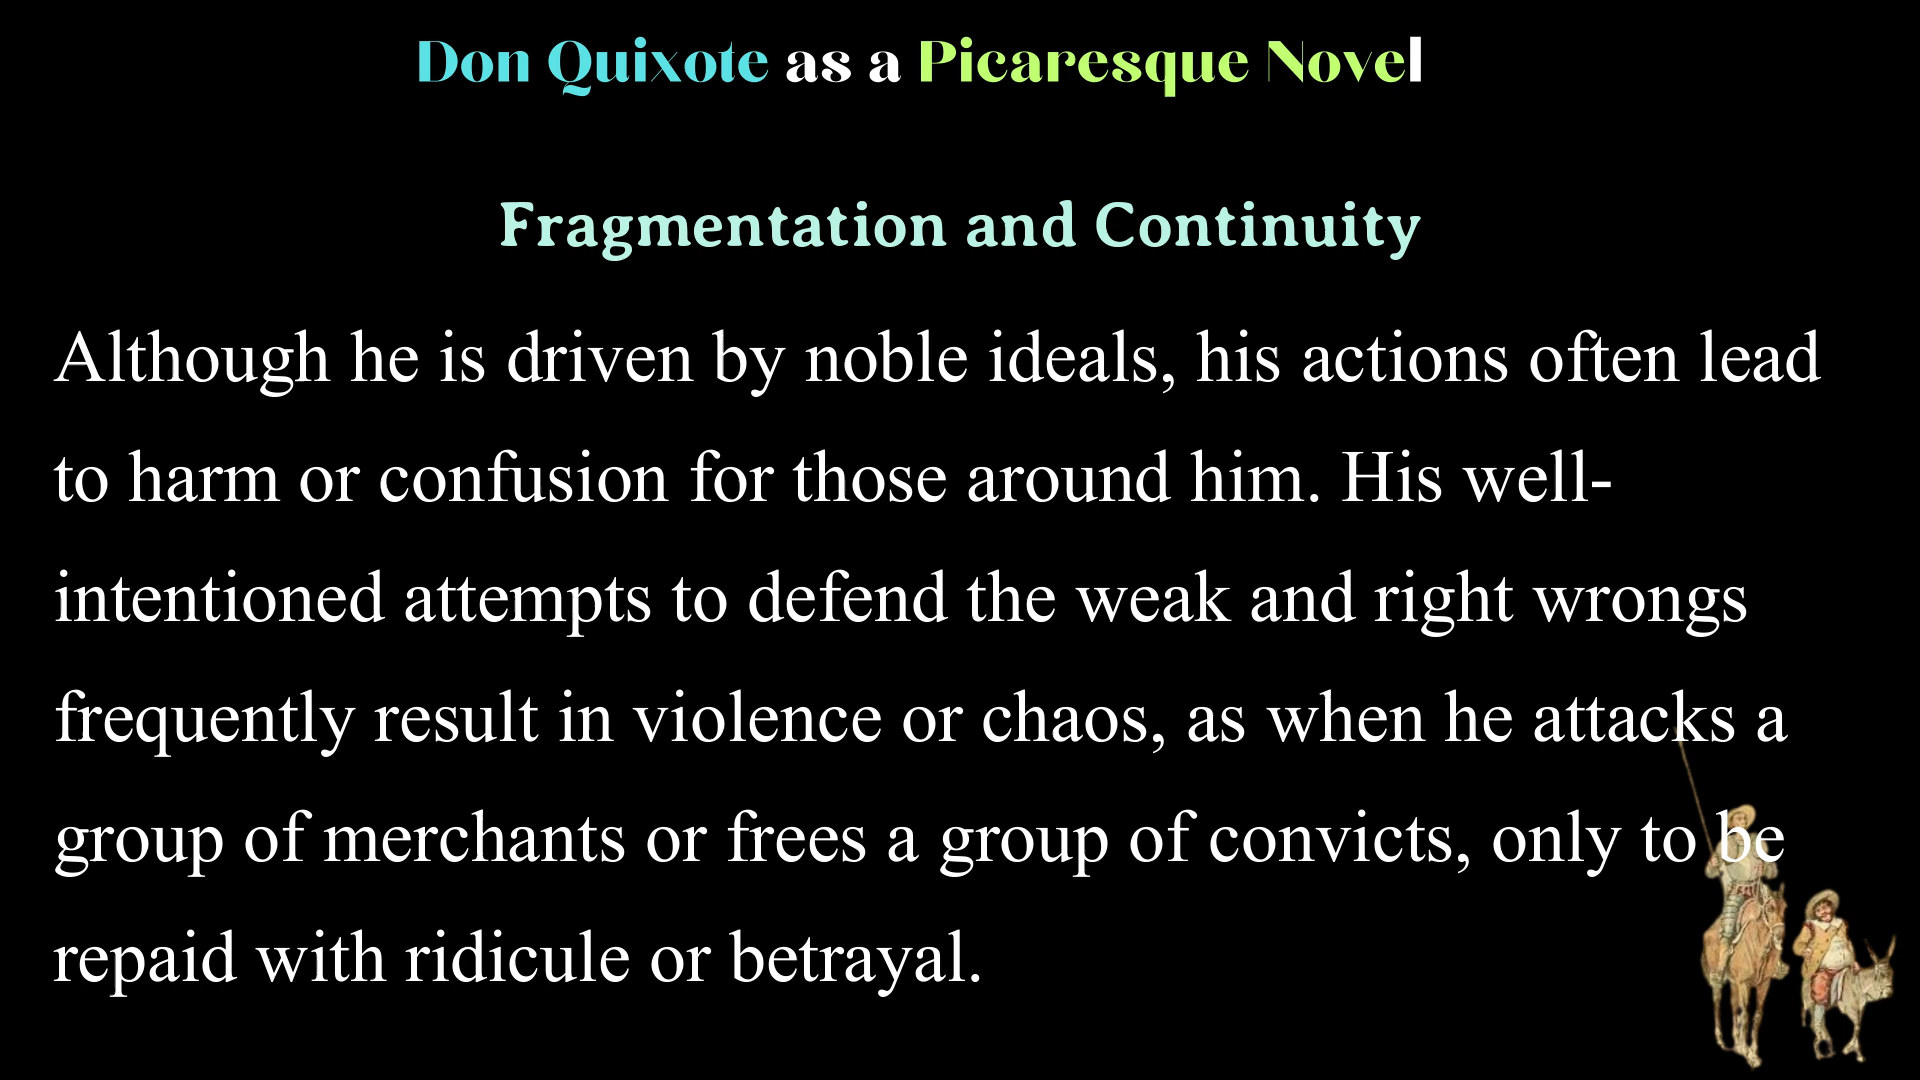 Don Quixote as a Picaresque Novel
Fragmentation and Continuity
Although he is driven by noble ideals, his actions often lead
to harm or confusion for those around him. His well-
intentioned attempts to defend the weak and right wrongs
frequently result in violence or chaos, as when he attacks a
group of merchants or frees a group of convicts, only to be
repaid with ridicule or betrayal.